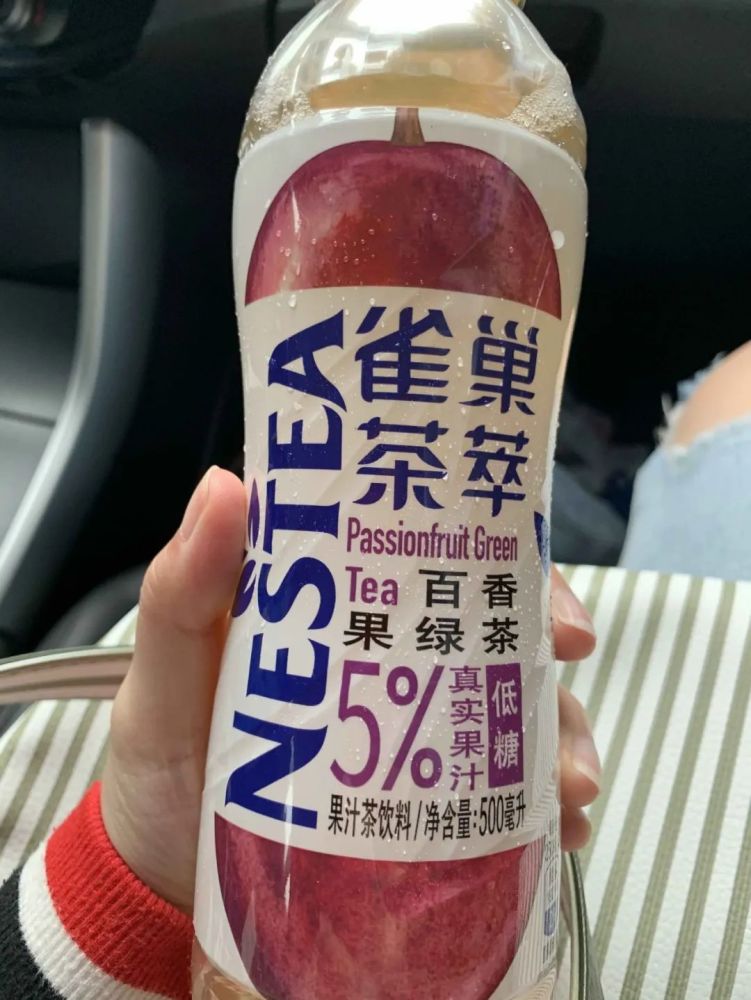 NESTEA
雀巢
茶萃
Passionfruit Green
Tea 百香
果绿茶
5% 真实果汁 低糖
果汁茶饮料/净含量:500毫升